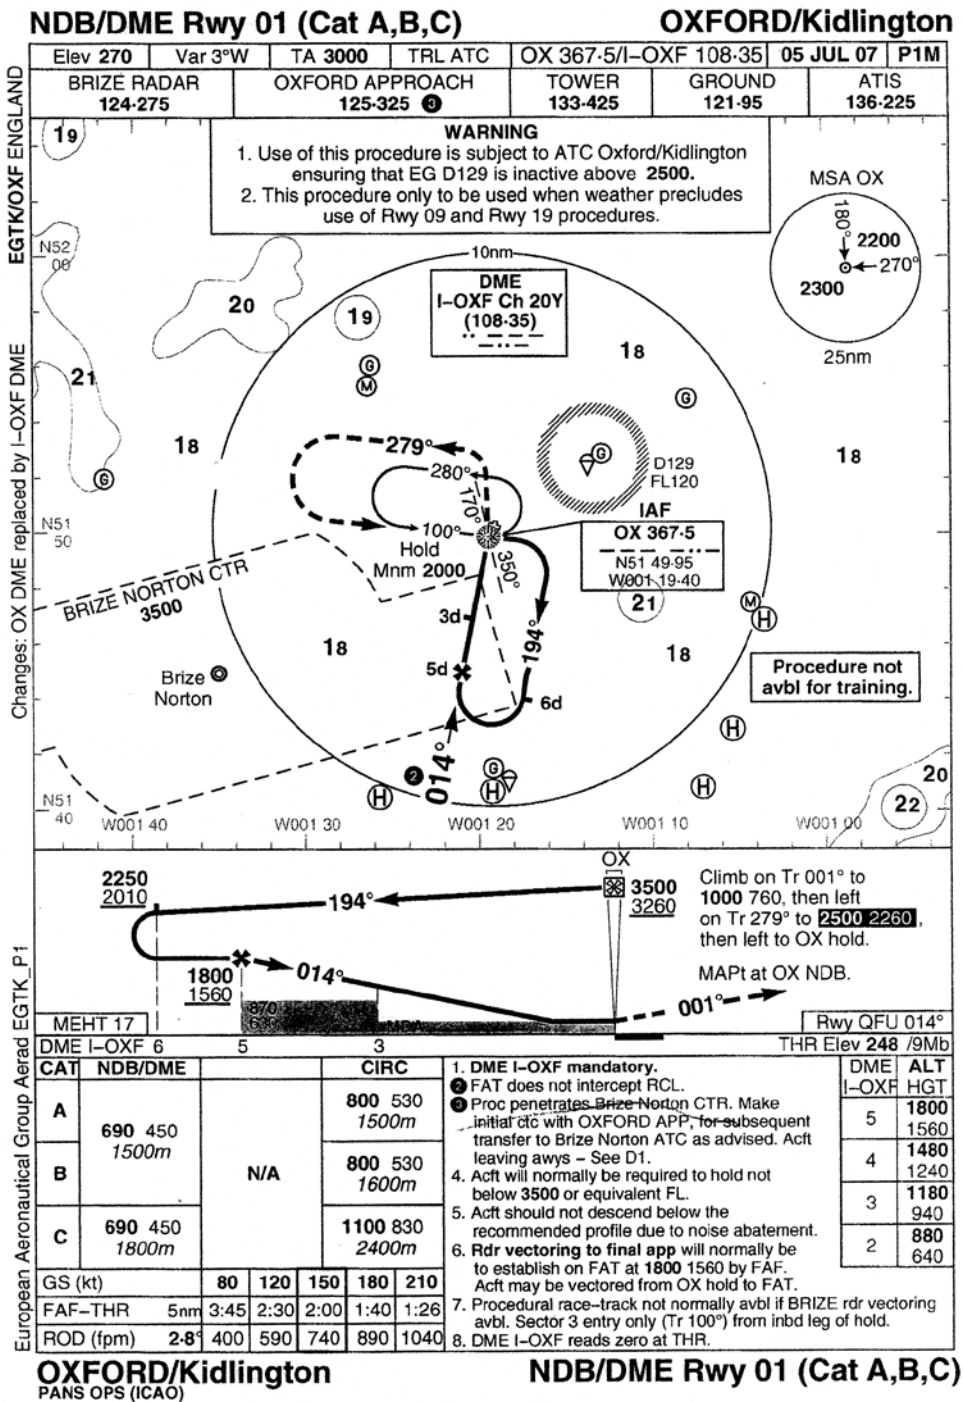 NDB/DME Rwy 01 (Cat A,B,C) OXFORD/Kidlington
Elev 270 Var 3°W TA 3000 TRL ATC OX 367·5/I-OXF 108·35 05 JUL 07 P1M
BRIZE RADAR OXFORD APPROACH TOWER GROUND ATIS
124·275 125·325 3 133·425 121·95 136·225
EGTK/OXF ENGLAND
Changes: OX DME replaced by I-OXF DME
European Aeronautical Group Aerad EGTK_P1
WARNING
1. Use of this procedure is subject to ATC Oxford/Kidlington
ensuring that EG D129 is inactive above 2500.
2. This procedure only to be used when weather precludes
use of Rwy 09 and Rwy 19 procedures.
19
MSA OX
180°
2200
270°
2300
25nm
N52
00
10nm
DME
I-OXF Ch 20Y
(108·35)
20
19
18
G
M
21
G
18
279°
280°
170°
G
D129
FL120
18
G
IAF
OX 367·5
N51 49·95
W001 19·40
N51
50
100°
Hold
Mnm 2000
350°
BRIZE NORTON CTR
3500
21
M
H
3d
194°
18
18
Brize
Norton
5d
6d
Procedure not
avbl for training.
H
2
014°
G
H
H
H
20
22
N51
40
W001 40 W001 30 W001 20 W001 10 W001 00
OX
2250
2010
194°
3500
3260
Climb on Tr 001° to
1000 760, then left
on Tr 279° to 2500 2260,
then left to OX hold.
1800
1560
014°
MAPt at OX NDB.
001°
870
630
MDA
MEHT 17
Rwy QFU 014°
DME I-OXF 6 5 3 THR Elev 248 /9Mb
CAT NDB/DME CIRC
A 690 450 1500m 800 530 1500m
B N/A 800 530 1600m
C 690 450 1800m 1100 830 2400m
GS (kt) 80 120 150 180 210
FAF-THR 5nm 3:45 2:30 2:00 1:40 1:26
ROD (fpm) 2·8° 400 590 740 890 1040
1. DME I-OXF mandatory.
2 FAT does not intercept RCL.
3 Proc penetrates Brize Norton CTR. Make
initial ctc with OXFORD APP, for subsequent
transfer to Brize Norton ATC as advised. Acft
leaving awys - See D1.
4. Acft will normally be required to hold not
below 3500 or equivalent FL.
5. Acft should not descend below the
recommended profile due to noise abatement.
6. Rdr vectoring to final app will normally be
to establish on FAT at 1800 1560 by FAF.
Acft may be vectored from OX hold to FAT.
7. Procedural race-track not normally avbl if BRIZE rdr vectoring
avbl. Sector 3 entry only (Tr 100°) from inbd leg of hold.
8. DME I-OXF reads zero at THR.
DME ALT
I-OXF HGT
5 1800 1560
4 1480 1240
3 1180 940
2 880 640
OXFORD/Kidlington NDB/DME Rwy 01 (Cat A,B,C)
PANS OPS (ICAO)